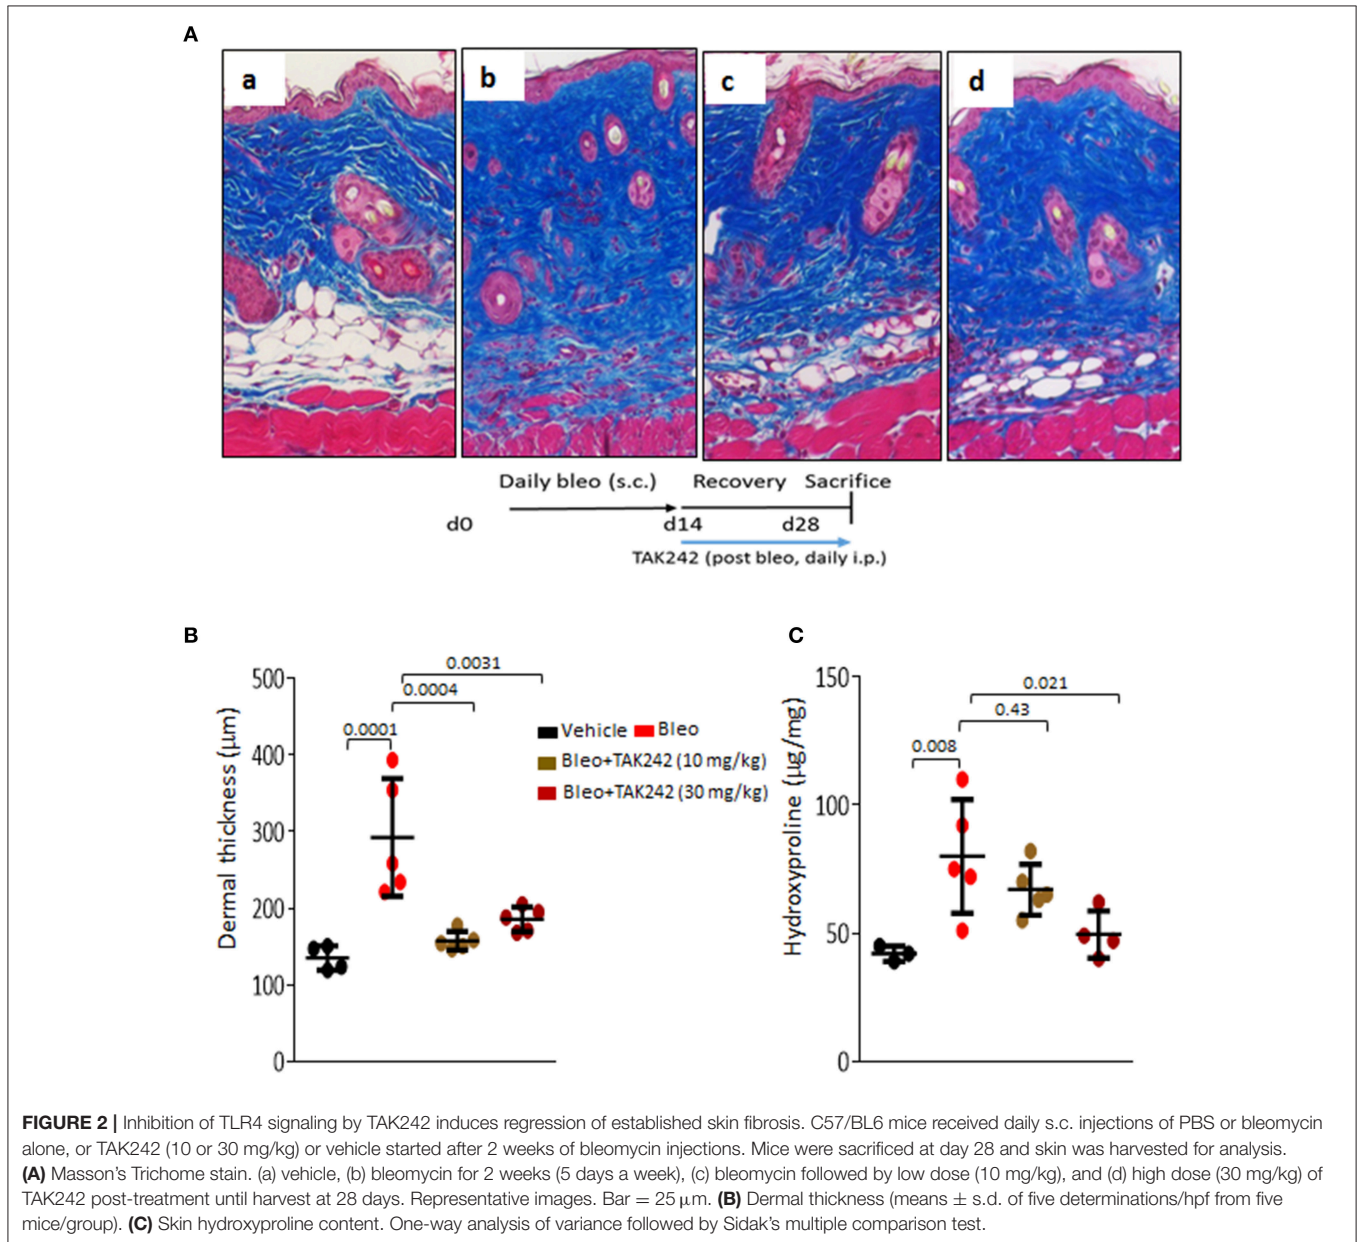 A
a
b
c
d
Daily bleo (s.c.) Recovery Sacrifice
d0 d14 d28
TAK242 (post bleo, daily i.p.)
B
Dermal thickness (μm)
500
400
300
200
100
0
0.0031
0.0004
0.0001
Vehicle Bleo
Bleo+TAK242 (10 mg/kg)
Bleo+TAK242 (30 mg/kg)
C
Hydroxyproline (μg/mg)
150
100
50
0
0.021
0.43
0.008
FIGURE 2 | Inhibition of TLR4 signaling by TAK242 induces regression of established skin fibrosis. C57/BL6 mice received daily s.c. injections of PBS or bleomycin
alone, or TAK242 (10 or 30 mg/kg) or vehicle started after 2 weeks of bleomycin injections. Mice were sacrificed at day 28 and skin was harvested for analysis.
(A) Masson's Trichome stain. (a) vehicle, (b) bleomycin for 2 weeks (5 days a week), (c) bleomycin followed by low dose (10 mg/kg), and (d) high dose (30 mg/kg) of
TAK242 post-treatment until harvest at 28 days. Representative images. Bar = 25 μm. (B) Dermal thickness (means ± s.d. of five determinations/hpf from five
mice/group). (C) Skin hydroxyproline content. One-way analysis of variance followed by Sidak's multiple comparison test.